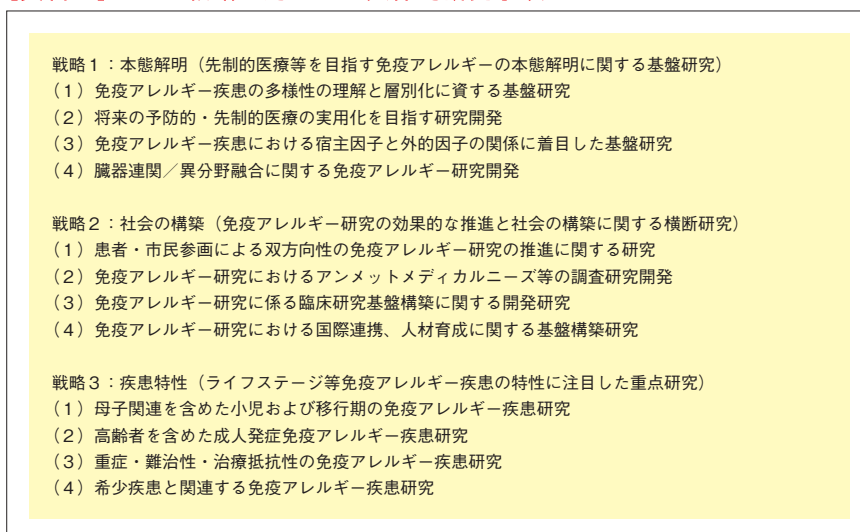 戦略1：本態解明（先制的医療等を目指す免疫アレルギーの本態解明に関する基盤研究）
（1）免疫アレルギー疾患の多様性の理解と層別化に資する基盤研究
（2）将来の予防的・先制的医療の実用化を目指す研究開発
（3）免疫アレルギー疾患における宿主因子と外的因子の関係に着目した基盤研究
（4）臓器連関／異分野融合に関する免疫アレルギー研究開発
戦略2：社会の構築（免疫アレルギー研究の効果的な推進と社会の構築に関する横断研究）
（1）患者・市民参画による双方向性の免疫アレルギー研究の推進に関する研究
（2）免疫アレルギー研究におけるアンメットメディカルニーズ等の調査研究開発
（3）免疫アレルギー研究に係る臨床研究基盤構築に関する開発研究
（4）免疫アレルギー研究における国際連携、人材育成に関する基盤構築研究
戦略3：疾患特性（ライフステージ等免疫アレルギー疾患の特性に注目した重点研究）
（1）母子関連を含めた小児および移行期の免疫アレルギー疾患研究
（2）高齢者を含めた成人発症免疫アレルギー疾患研究
（3）重症・難治性・治療抵抗性の免疫アレルギー疾患研究
（4）希少疾患と関連する免疫アレルギー疾患研究